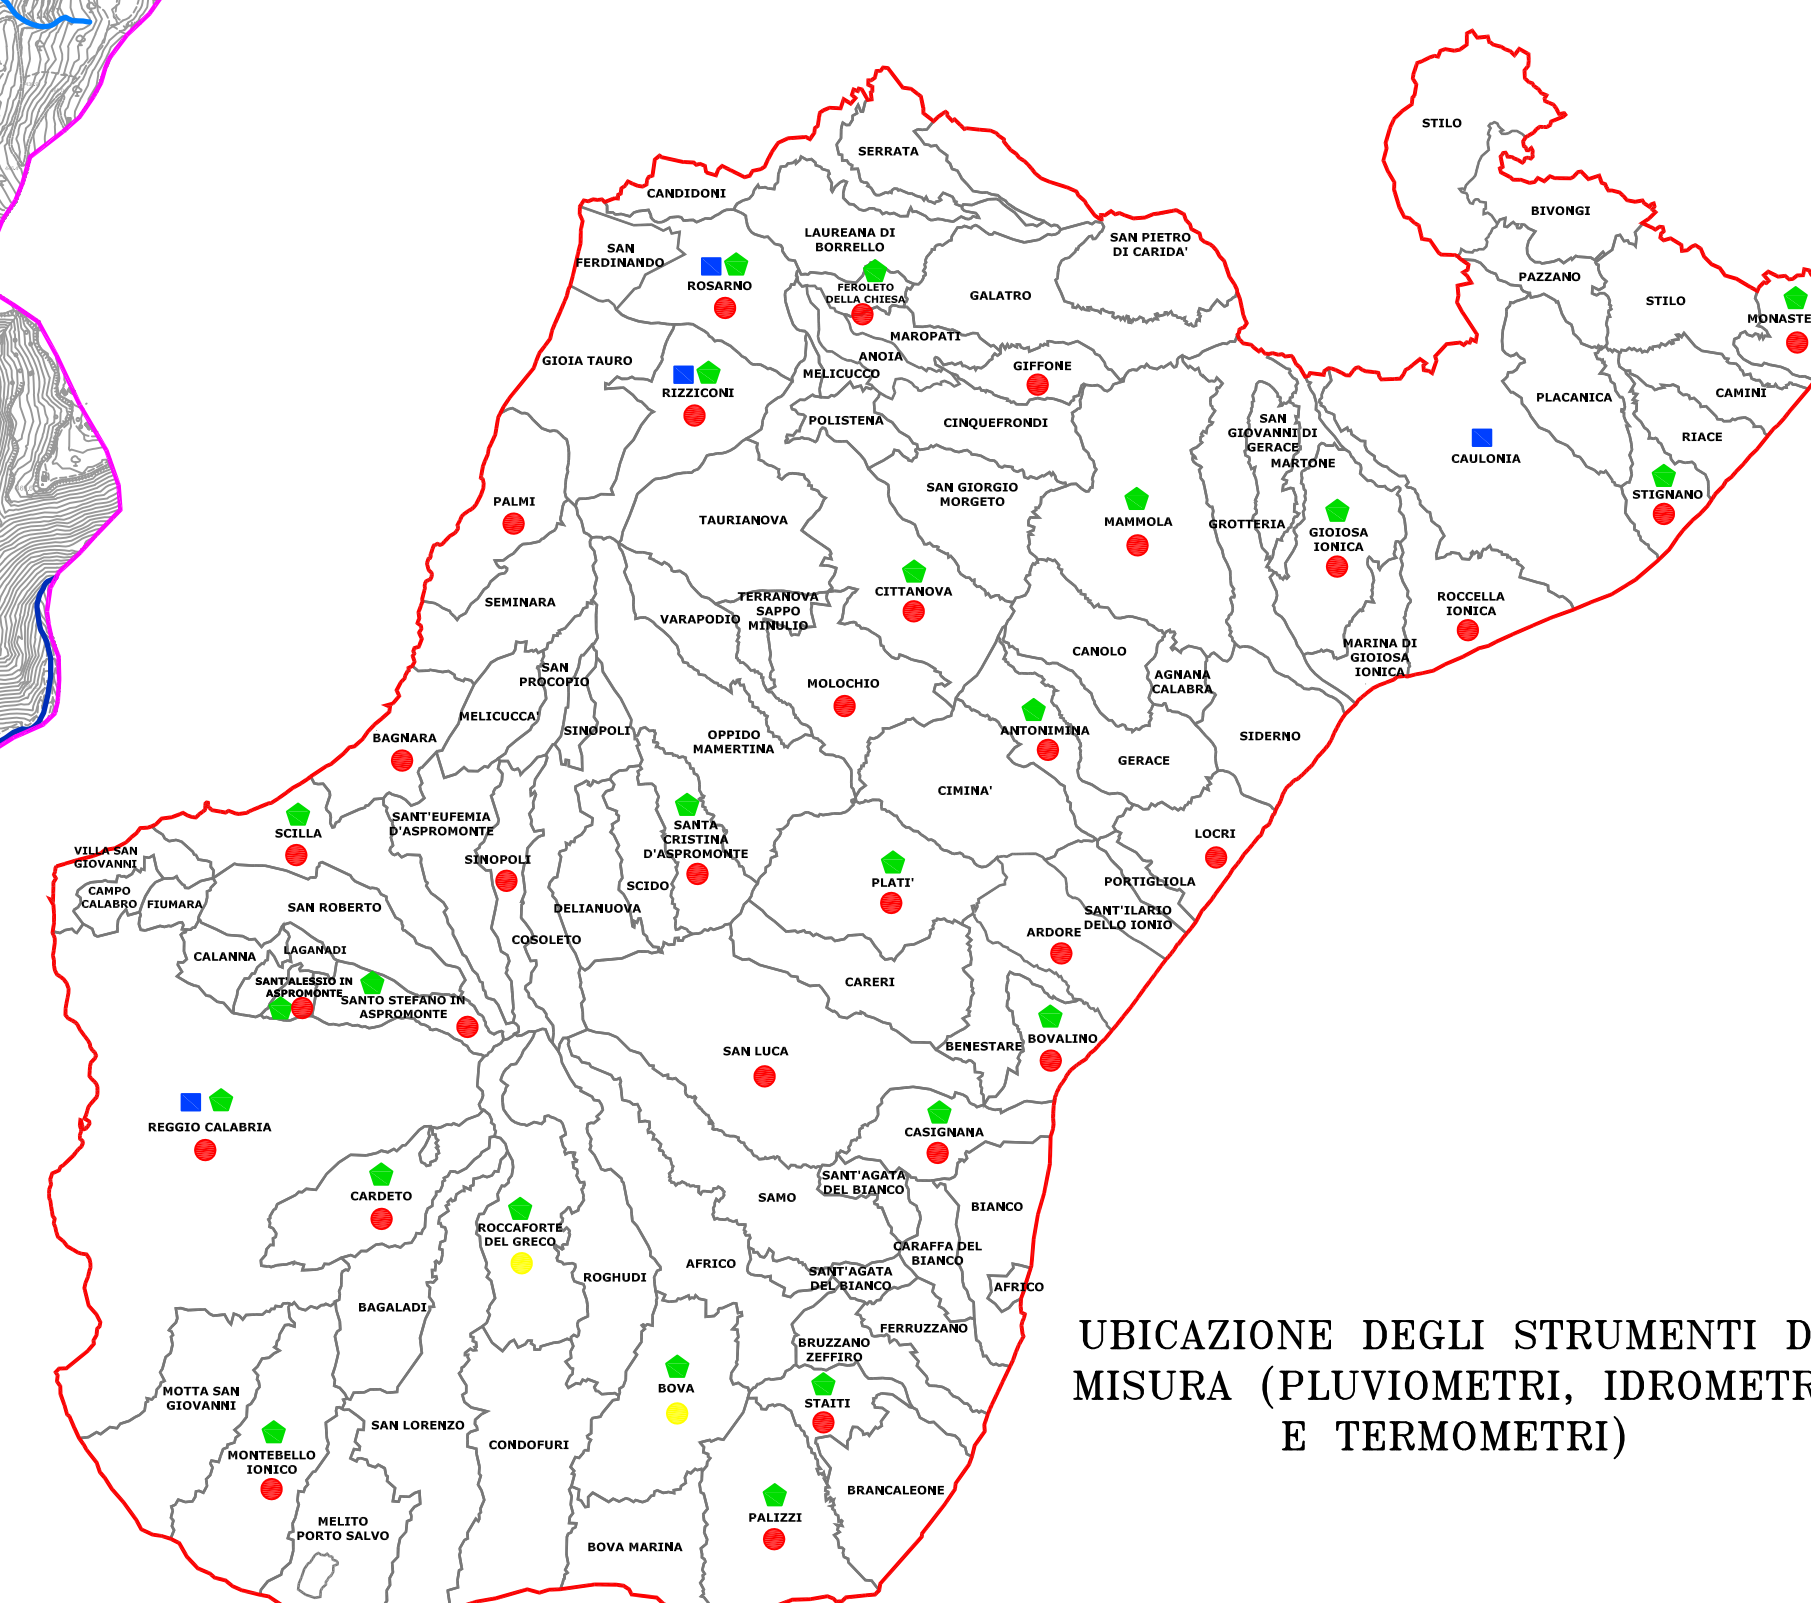 STILO
SERRATA
CANDIDONI
BIVONGI
LAUREANA DI
BORRELLO
SAN PIETRO
DI CARIDA'
SAN
FERDINANDO
PAZZANO
ROSARNO
FEROLETO
DELLA CHIESA
GALATRO
STILO
MONASTE
MAROPATI
GIOIA TAURO
ANOIA
GIFFONE
MELICUCCO
RIZZICONI
CAMINI
PLACANICA
POLISTENA
CINQUEFRONDI
SAN
GIOVANNI DI
GERACE
RIACE
MARTONE
CAULONIA
SAN GIORGIO
MORGETO
STIGNANO
PALMI
TAURIANOVA
MAMMOLA
GROTTERIA
GIOIOSA
IONICA
CITTANOVA
SEMINARA
TERRANOVA
SAPPO
MINULIO
VARAPODIO
ROCCELLA
IONICA
MARINA DI
GIOIOSA
IONICA
CANOLO
SAN
PROCOPIO
AGNANA
CALABRA
MOLOCHIO
MELICUCCA'
SINOPOLI
OPPIDO
MAMERTINA
ANTONIMINA
SIDERNO
BAGNARA
GERACE
CIMINA'
SANT'EUFEMIA
D'ASPROMONTE
SANTA
CRISTINA
D'ASPROMONTE
SCILLA
LOCRI
VILLA SAN
GIOVANNI
SINOPOLI
SCIDO
PLATI'
PORTIGLIOLA
CAMPO
CALABRO
FIUMARA
SAN ROBERTO
DELIANUOVA
SANT'ILARIO
DELLO IONIO
ARDORE
COSOLETO
LAGANADI
CALANNA
SANT'ALESSIO IN
ASPROMONTE
SANTO STEFANO IN
ASPROMONTE
CARERI
SAN LUCA
BENESTARE
BOVALINO
REGGIO CALABRIA
CASIGNANA
CARDETO
SAMO
SANT'AGATA
DEL BIANCO
BIANCO
ROCCAFORTE
DEL GRECO
CARAFFA DEL
BIANCO
AFRICO
ROGHUDI
SANT'AGATA
DEL BIANCO
AFRICO
BAGALADI
FERRUZZANO
BRUZZANO
ZEFFIRO
UBICAZIONE DEGLI STRUMENTI D
MISURA (PLUVIOMETRI, IDROMETR
E TERMOMETRI)
MOTTA SAN
GIOVANNI
BOVA
STAITI
SAN LORENZO
CONDOFURI
MONTEBELLO
IONICO
BRANCALEONE
MELITO
PORTO SALVO
PALIZZI
BOVA MARINA